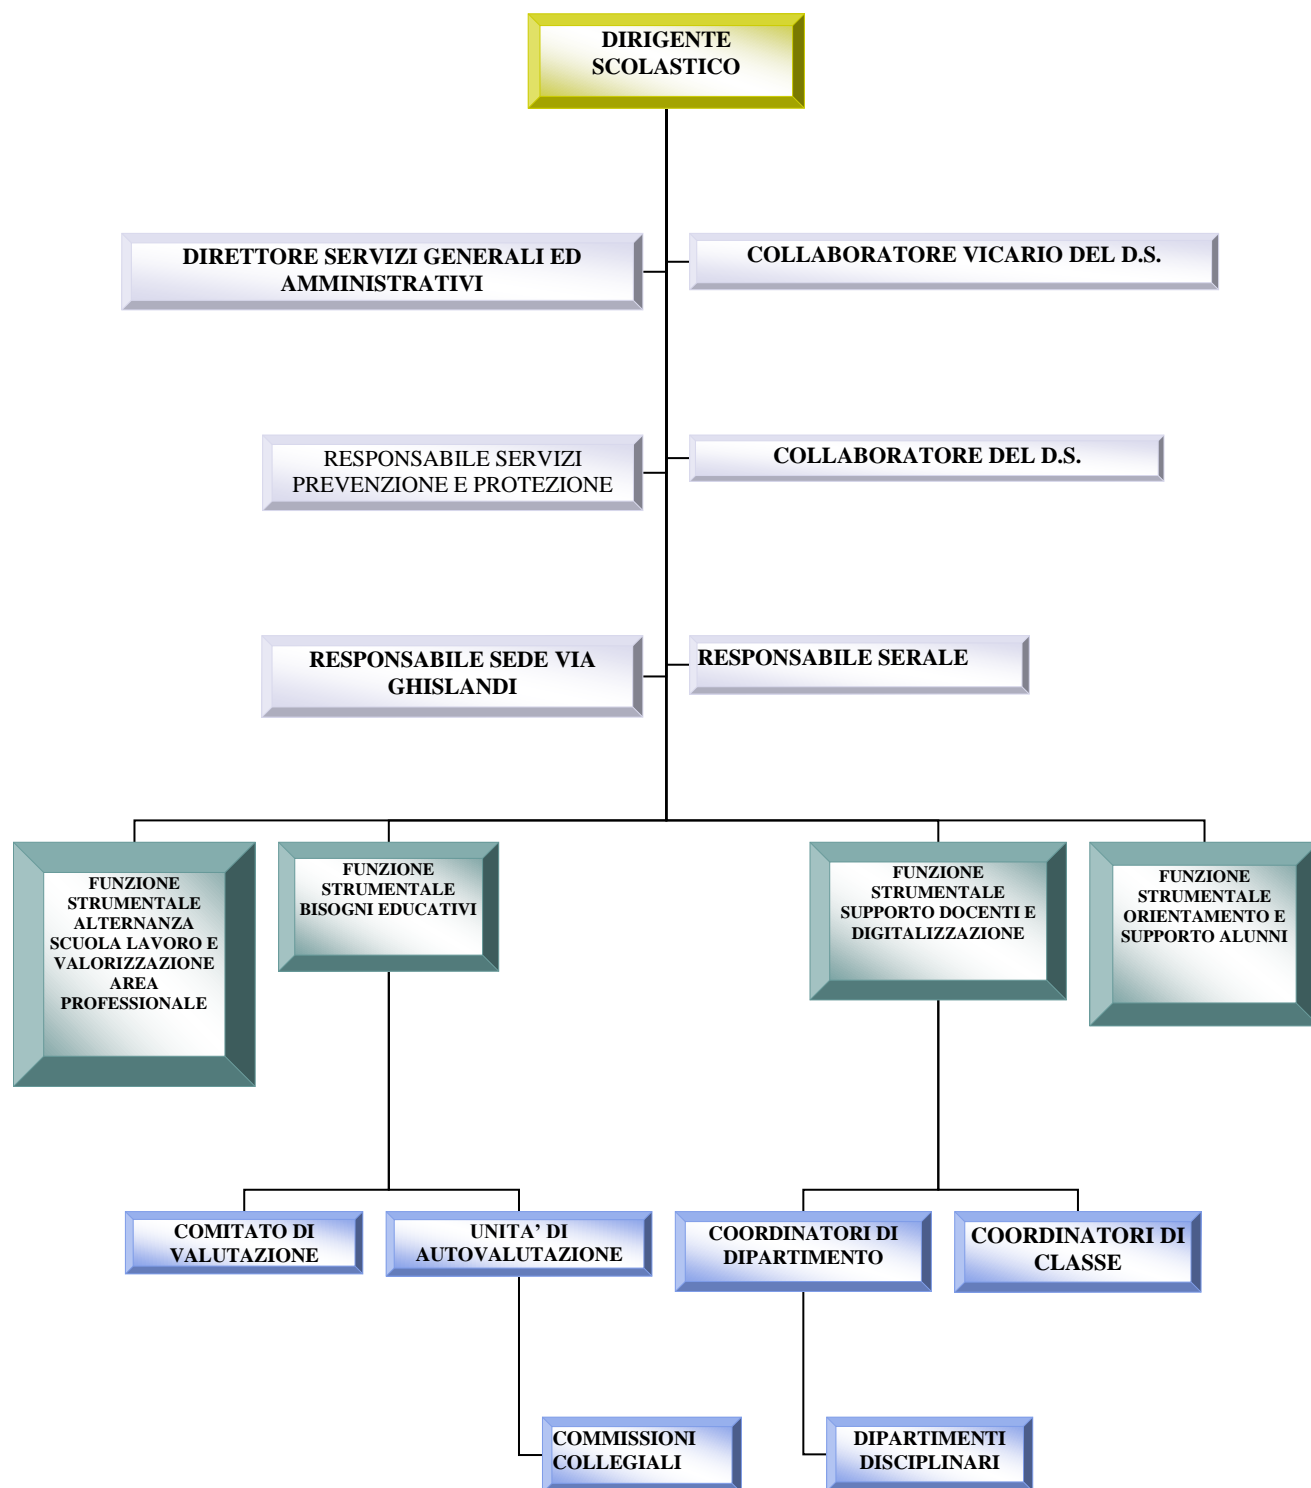 DIRIGENTE
SCOLASTICO
DIRETTORE SERVIZI GENERALI ED
AMMINISTRATIVI
COLLABORATORE VICARIO DEL D.S.
RESPONSABILE SERVIZI
PREVENZIONE E PROTEZIONE
COLLABORATORE DEL D.S.
RESPONSABILE SEDE VIA
GHISLANDI
RESPONSABILE SERALE
FUNZIONE
STRUMENTALE
ALTERNANZA
SCUOLA LAVORO E
VALORIZZAZIONE
AREA
PROFESSIONALE
FUNZIONE
STRUMENTALE
BISOGNI EDUCATIVI
FUNZIONE
STRUMENTALE
SUPPORTO DOCENTI E
DIGITALIZZAZIONE
FUNZIONE
STRUMENTALE
ORIENTAMENTO E
SUPPORTO ALUNNI
COMITATO DI
VALUTAZIONE
UNITA’ DI
AUTOVALUTAZIONE
COORDINATORI DI
DIPARTIMENTO
COORDINATORI DI
CLASSE
COMMISSIONI
COLLEGIALI
DIPARTIMENTI
DISCIPLINARI